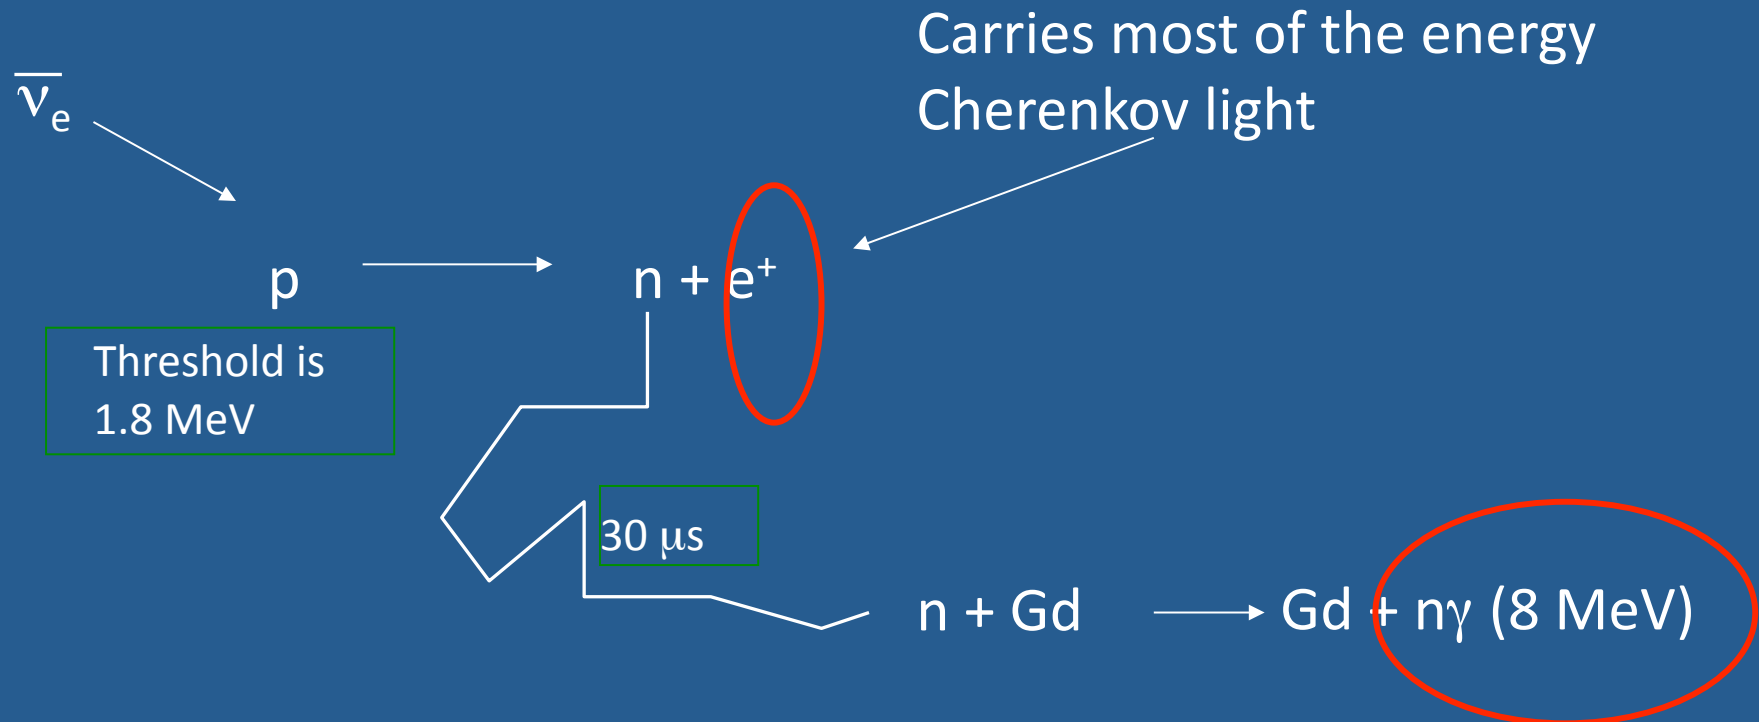 Carries most of the energy
Cherenkov light
ν̅ₑ
p
n + e⁺
Threshold is
1.8 MeV
30 μs
n + Gd
Gd + nγ (8 MeV)